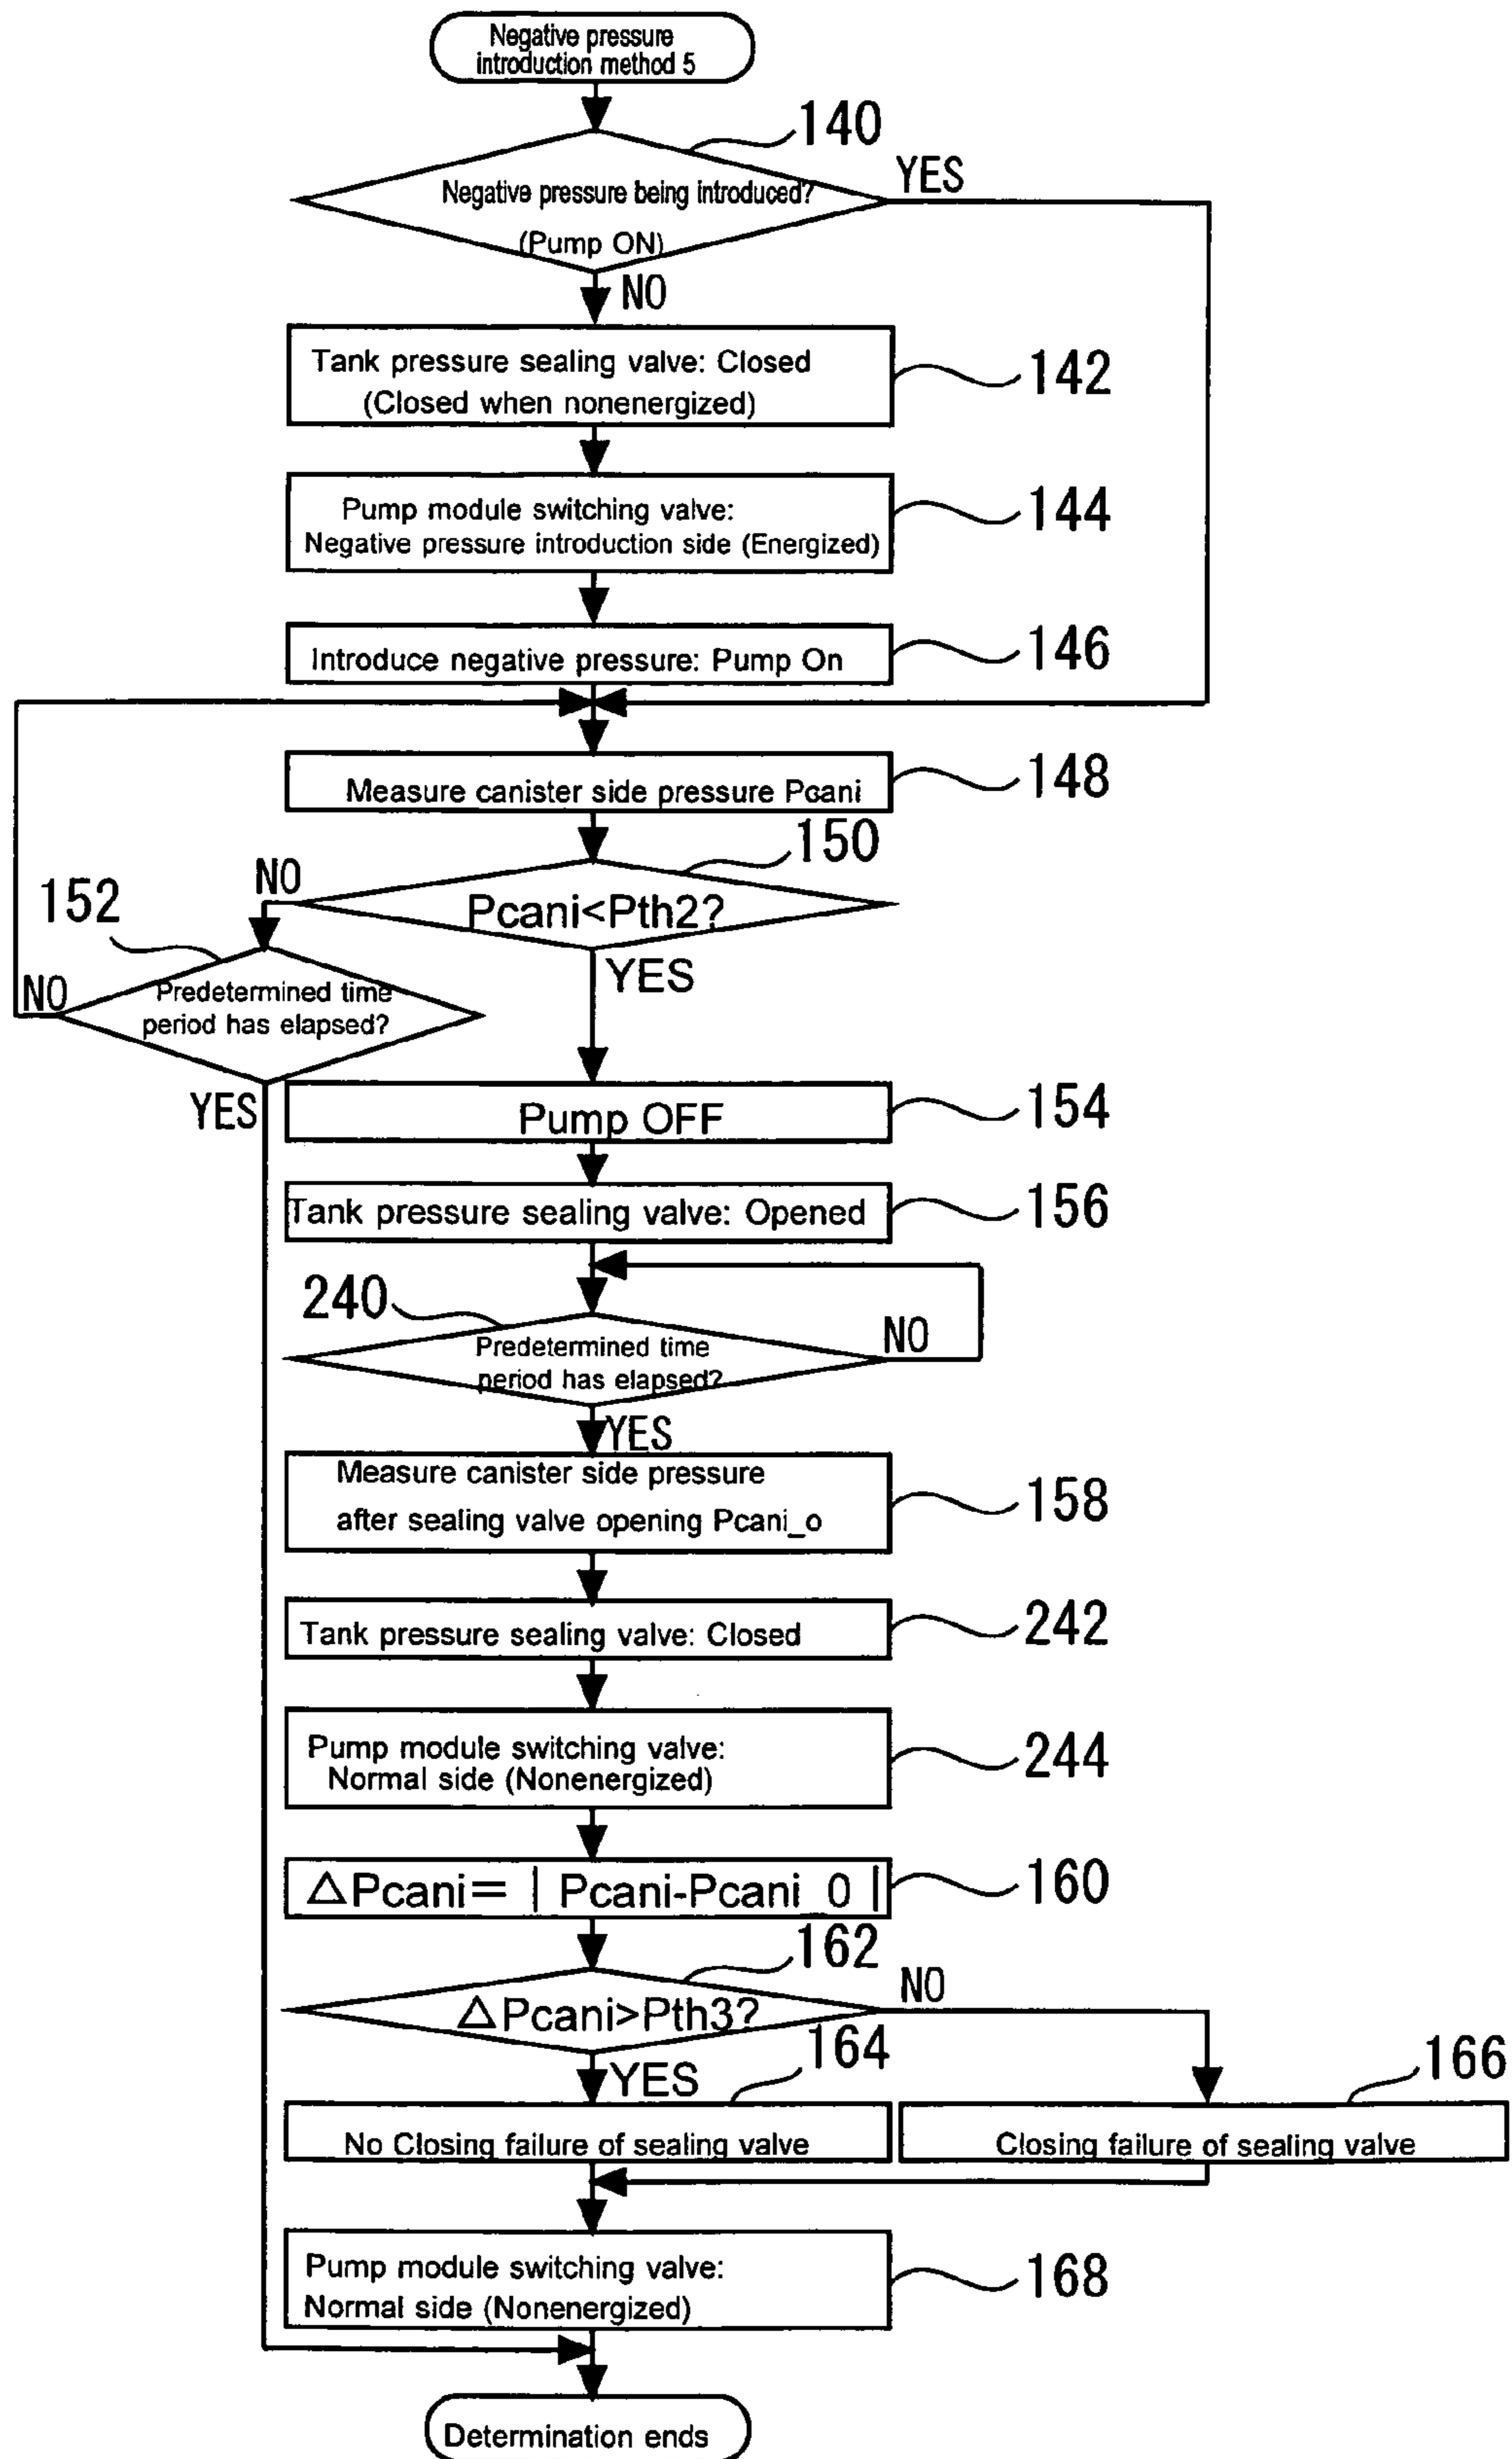 Negative pressure
introduction method 5
140
YES
Negative pressure being introduced?
(Pump ON)
NO
Tank pressure sealing valve: Closed
(Closed when nonenergized)
142
Pump module switching valve:
Negative pressure introduction side (Energized)
144
Introduce negative pressure: Pump On
146
Measure canister side pressure Pcani
148
150
NO
Pcani<Pth2?
152
YES
NO
Predetermined time
period has elapsed?
YES
Pump OFF
154
Tank pressure sealing valve: Opened
156
240
NO
Predetermined time
period has elapsed?
YES
Measure canister side pressure
after sealing valve opening Pcani_o
158
Tank pressure sealing valve: Closed
242
Pump module switching valve:
Normal side (Nonenergized)
244
△Pcani=｜Pcani-Pcani_0｜
160
162
NO
△Pcani>Pth3?
164
YES
166
No Closing failure of sealing valve
Closing failure of sealing valve
Pump module switching valve:
Normal side (Nonenergized)
168
Determination ends